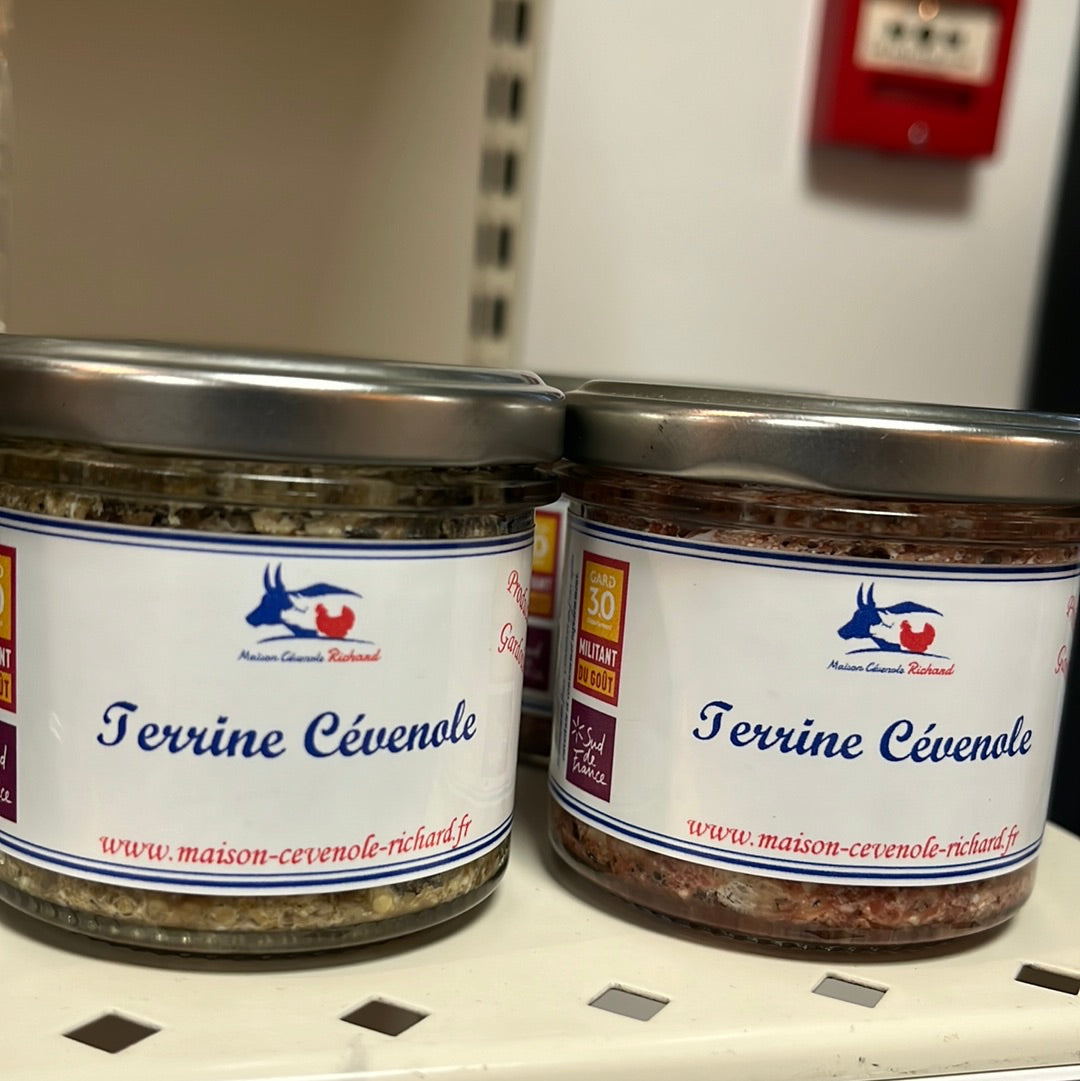 Maison Cévenole Richard
Terrine Cévenole
www.maison-cevenole-richard.fr
NT
GARD
30
MILITANT
DU GOÛT
Sud
de
France
Maison Cévenole Richard
Terrine Cévenole
www.maison-cevenole-richard.fr